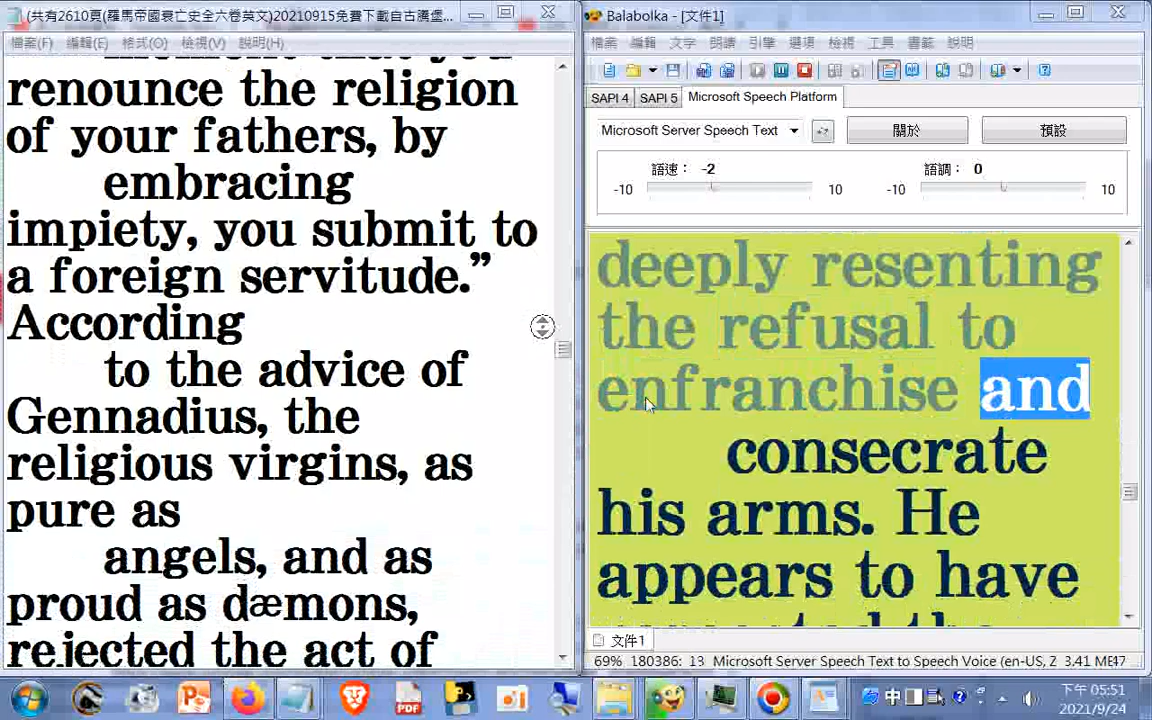 (共有2610頁(羅馬帝國衰亡史全六卷英文)20210915免費下載自古騰堡...
檔案(F) 編輯(E) 格式(O) 檢視(V) 說明(H)
renounce the religion
of your fathers, by
embracing
impiety, you submit to
a foreign servitude.”
According
to the advice of
Gennadius, the
religious virgins, as
pure as
angels, and as
proud as dæmons,
rejected the act of
Balabolka - [文件1]
檔案 編輯 文字 朗讀 引擎 選項 檢視 工具 書籤 說明
SAPI 4 SAPI 5 Microsoft Speech Platform
Microsoft Server Speech Text 關於 預設
語速： -2 語調： 0
-10 10 -10 10
deeply resenting
the refusal to
enfranchise and
consecrate
his arms. He
appears to have
文件1
69% 180386: 13 Microsoft Server Speech Text to Speech Voice (en-US, Z 3.41 ME47
PDF 中 下午 05:51
2021/9/24